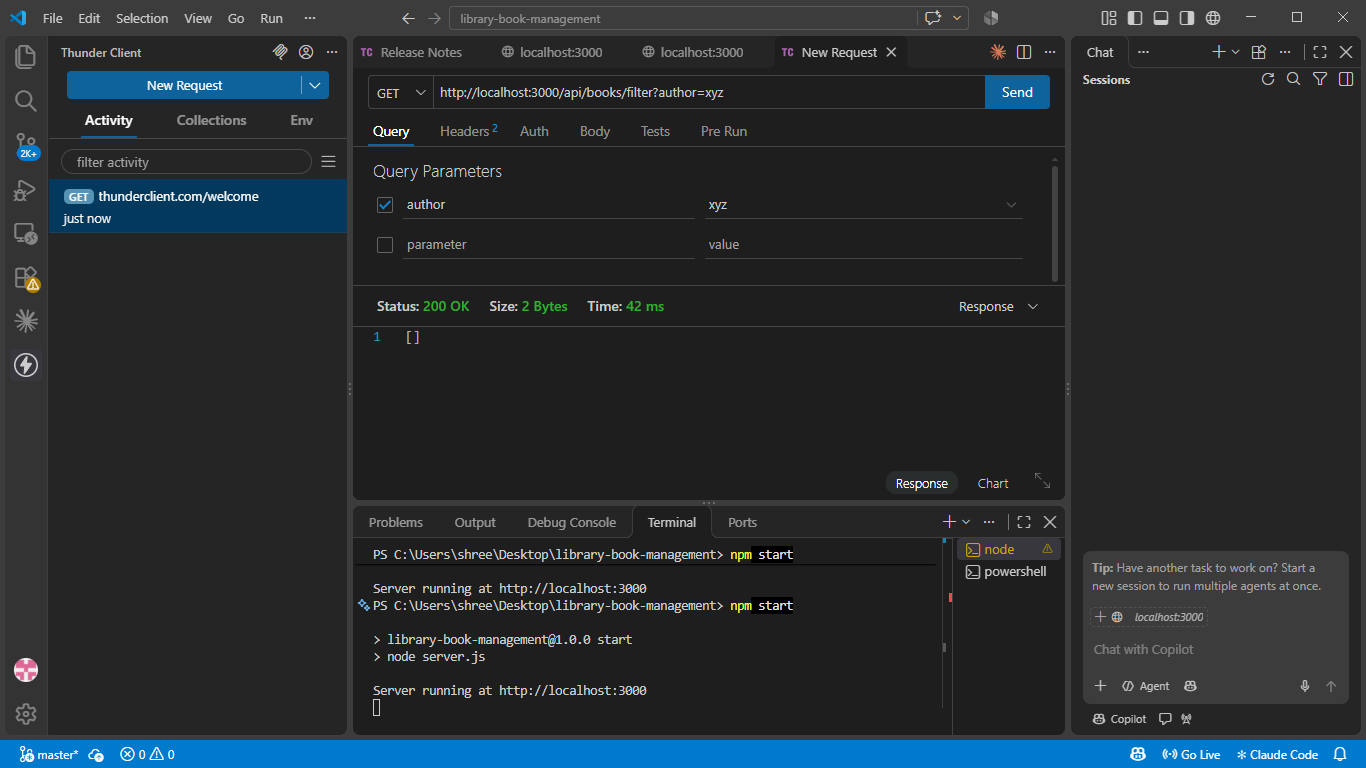 File Edit Selection View Go Run ···
library-book-management
Thunder Client
New Request
Activity Collections Env
filter activity
GET thunderclient.com/welcome
just now
2K+
TC Release Notes
localhost:3000
localhost:3000
TC New Request
GET http://localhost:3000/api/books/filter?author=xyz Send
Query Headers 2 Auth Body Tests Pre Run
Query Parameters
author xyz
parameter value
Status: 200 OK Size: 2 Bytes Time: 42 ms Response
1 []
Response Chart
Problems Output Debug Console Terminal Ports
PS C:\Users\shree\Desktop\library-book-management> npm start
Server running at http://localhost:3000
PS C:\Users\shree\Desktop\library-book-management> npm start
> library-book-management@1.0.0 start
> node server.js
Server running at http://localhost:3000
node
powershell
Chat
Sessions
Tip: Have another task to work on? Start a
new session to run multiple agents at once.
localhost:3000
Chat with Copilot
Agent
Copilot
master* 0 0 Go Live Claude Code